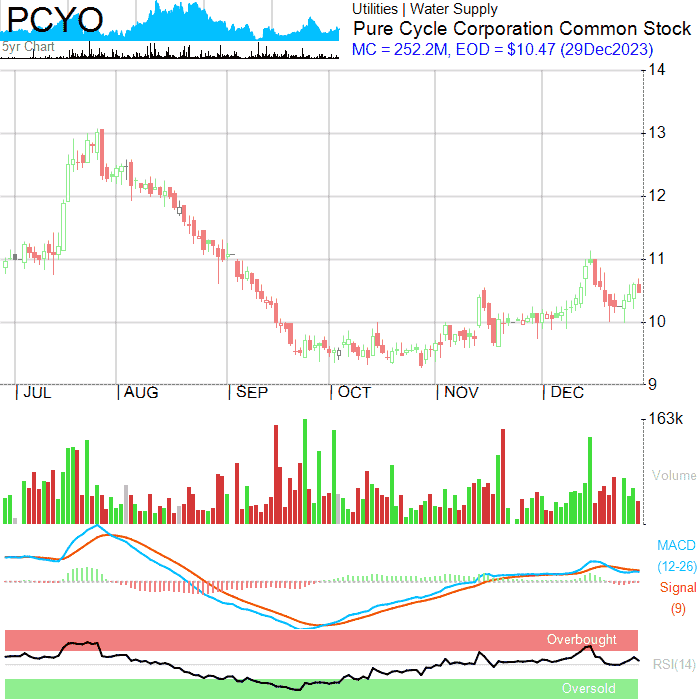 PCYO
Utilities | Water Supply
Pure Cycle Corporation Common Stock
MC = 252.2M, EOD = $10.47 (29Dec2023)
5yr Chart
14
13
12
11
10
9
JUL AUG SEP OCT NOV DEC
163k
Volume
MACD
(12-26)
Signal
(9)
Overbought
RSI(14)
Oversold